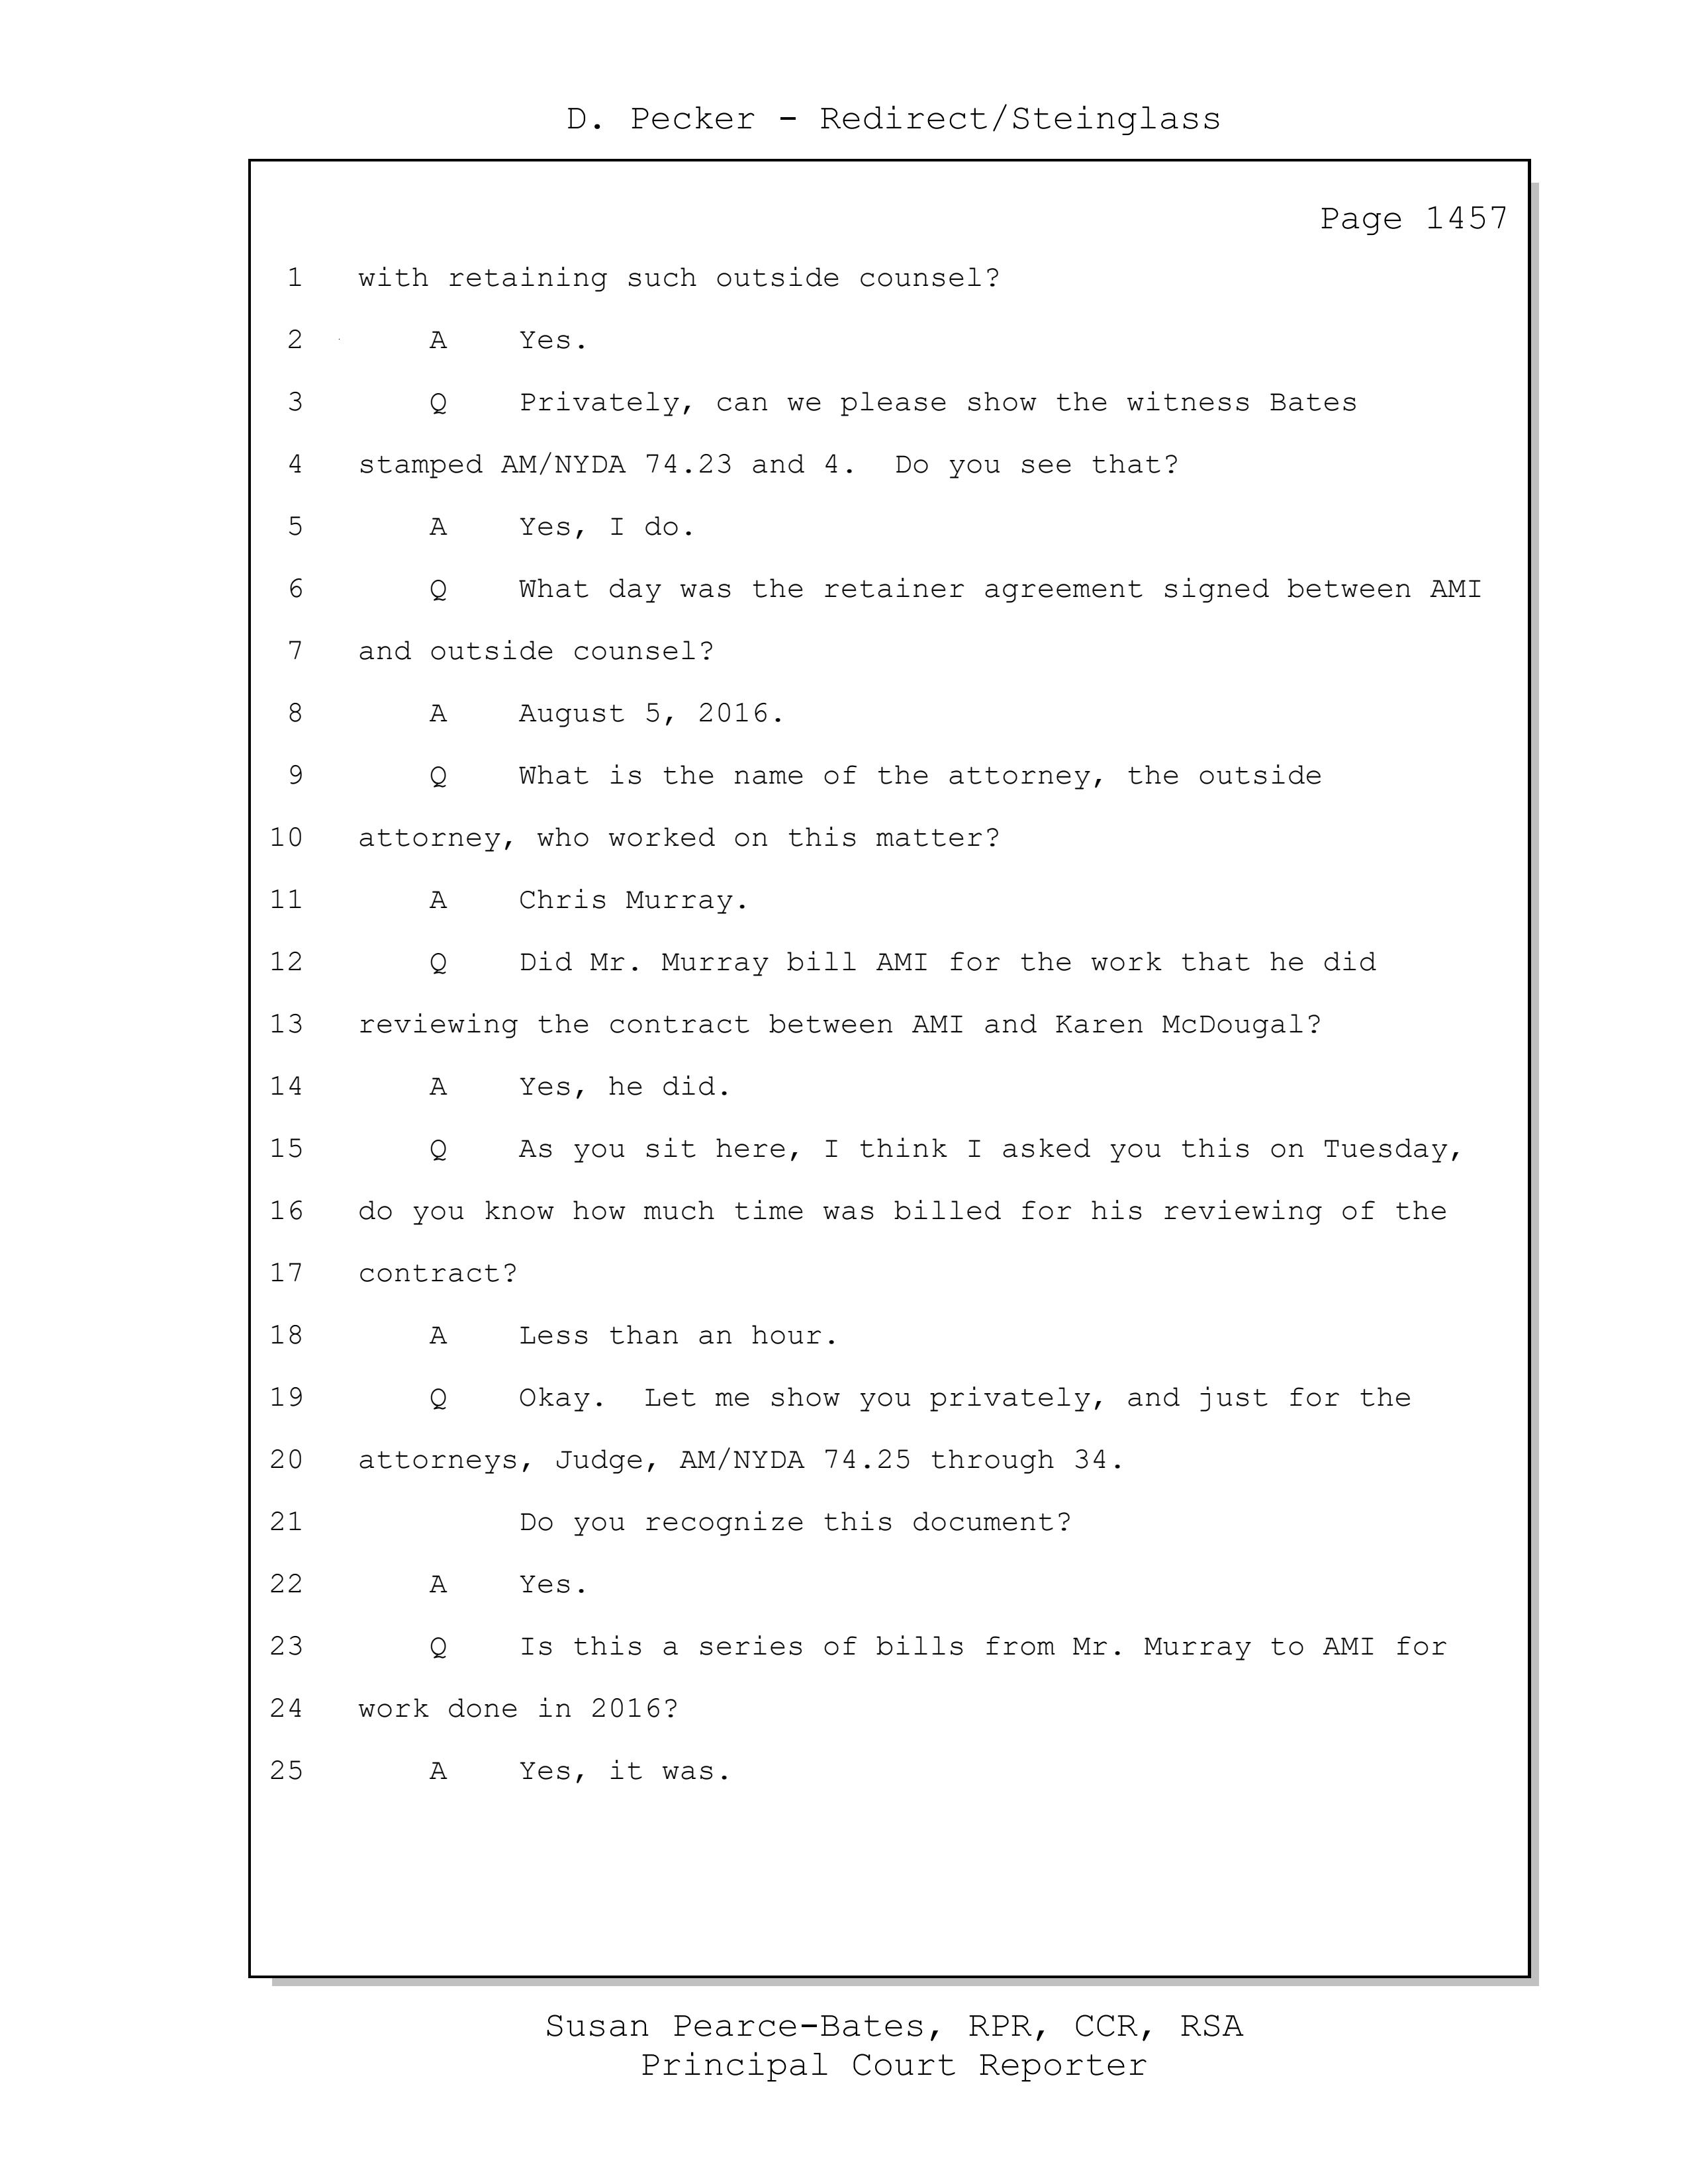 D. Pecker - Redirect/Steinglass
Page 1457
1 with retaining such outside counsel?
2 A Yes.
3 Q Privately, can we please show the witness Bates
4 stamped AM/NYDA 74.23 and 4. Do you see that?
5 A Yes, I do.
6 Q What day was the retainer agreement signed between AMI
7 and outside counsel?
8 A August 5, 2016.
9 Q What is the name of the attorney, the outside
10 attorney, who worked on this matter?
11 A Chris Murray.
12 Q Did Mr. Murray bill AMI for the work that he did
13 reviewing the contract between AMI and Karen McDougal?
14 A Yes, he did.
15 Q As you sit here, I think I asked you this on Tuesday,
16 do you know how much time was billed for his reviewing of the
17 contract?
18 A Less than an hour.
19 Q Okay. Let me show you privately, and just for the
20 attorneys, Judge, AM/NYDA 74.25 through 34.
21 Do you recognize this document?
22 A Yes.
23 Q Is this a series of bills from Mr. Murray to AMI for
24 work done in 2016?
25 A Yes, it was.
Susan Pearce-Bates, RPR, CCR, RSA
Principal Court Reporter